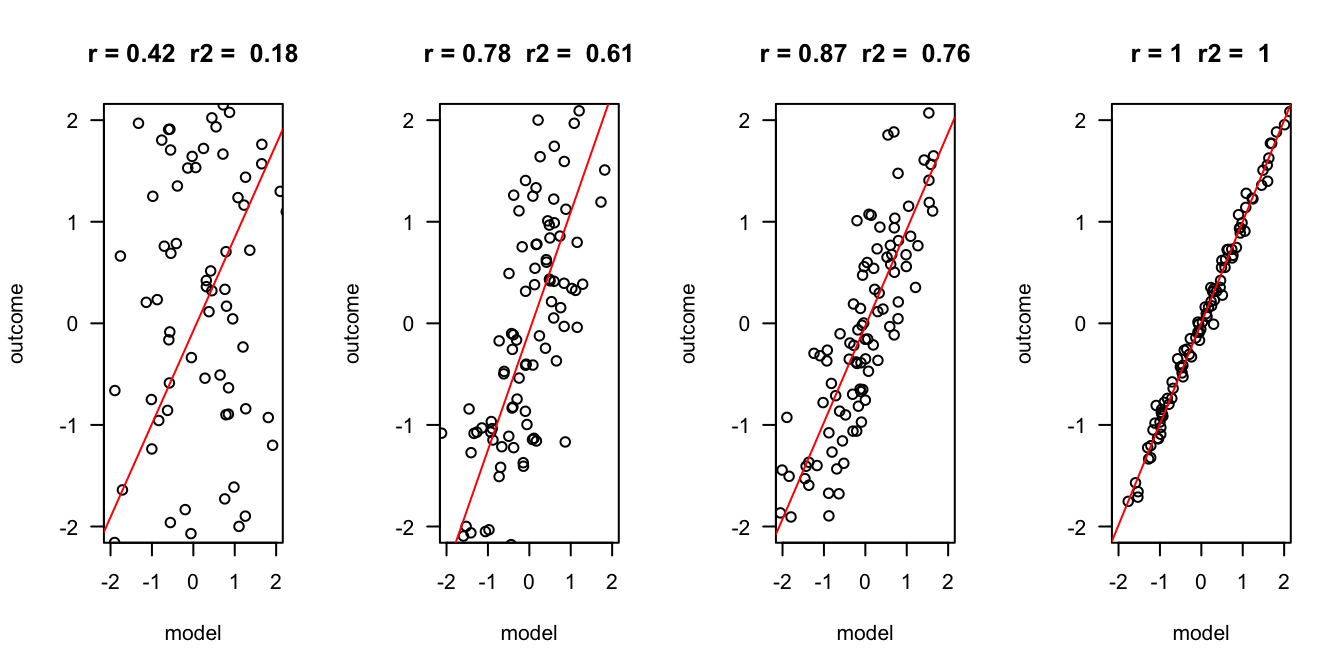 r = 0.42 r2 = 0.18
2
1
0
-1
-2
outcome
-2 -1 0 1 2
model
r = 0.78 r2 = 0.61
2
1
0
-1
-2
outcome
-2 -1 0 1 2
model
r = 0.87 r2 = 0.76
2
1
0
-1
-2
outcome
-2 -1 0 1 2
model
r = 1 r2 = 1
2
1
0
-1
-2
outcome
-2 -1 0 1 2
model